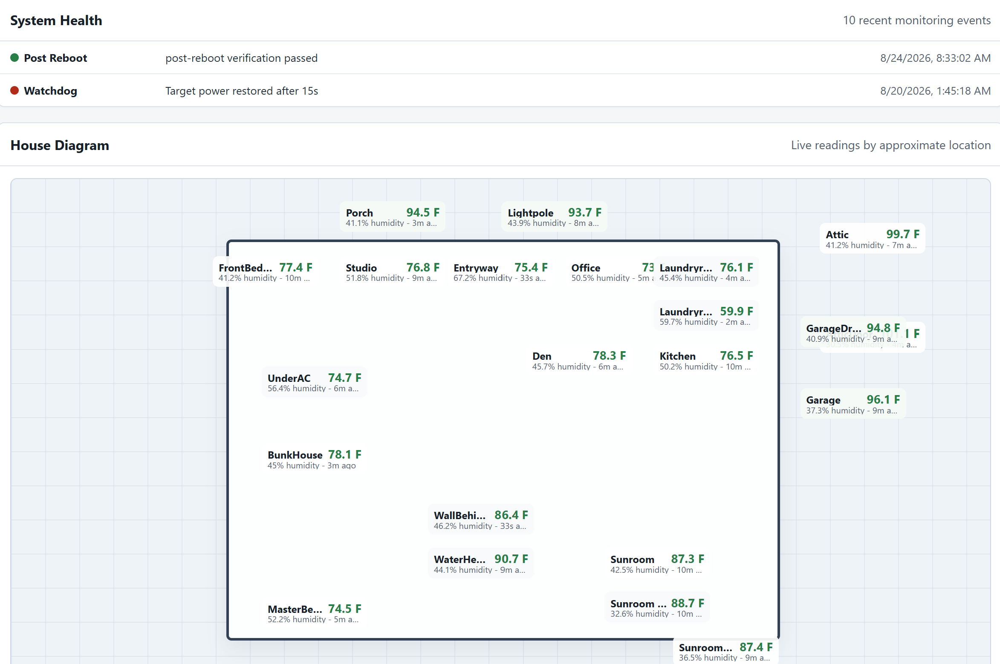 System Health
10 recent monitoring events
Post Reboot
post-reboot verification passed
8/24/2026, 8:33:02 AM
Watchdog
Target power restored after 15s
8/20/2026, 1:45:18 AM
House Diagram
Live readings by approximate location
Porch 94.5 F
41.1% humidity - 3m a...
Lightpole 93.7 F
43.9% humidity - 8m a...
Attic 99.7 F
41.2% humidity - 7m a...
FrontBed... 77.4 F
41.2% humidity - 10m ...
Studio 76.8 F
51.8% humidity - 9m a...
Entryway 75.4 F
67.2% humidity - 33s a...
Office 73
50.5% humidity - 5m a
Laundryr... 76.1 F
45.4% humidity - 4m a...
Laundryr... 59.9 F
59.7% humidity - 2m a...
GarageDr... 94.8 F
40.9% humidity - 9m a...
1 F
a...
Den 78.3 F
45.7% humidity - 6m a...
Kitchen 76.5 F
50.2% humidity - 10m ...
UnderAC 74.7 F
56.4% humidity - 6m a...
Garage 96.1 F
37.3% humidity - 9m a...
BunkHouse 78.1 F
45% humidity - 3m ago
WallBehi... 86.4 F
46.2% humidity - 33s a...
WaterHe... 90.7 F
44.1% humidity - 9m a...
Sunroom 87.3 F
42.5% humidity - 10m ...
MasterBe... 74.5 F
52.2% humidity - 5m a...
Sunroom ... 88.7 F
32.6% humidity - 10m ...
Sunroom... 87.4 F
36.5% humidity - 9m a...